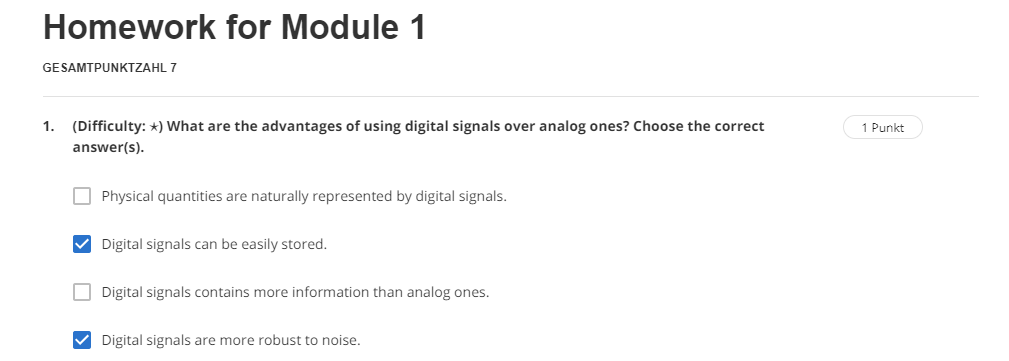 Homework for Module 1
GESAMTPUNKTZAHL 7
1. (Difficulty: ⋆) What are the advantages of using digital signals over analog ones? Choose the correct
answer(s).
1 Punkt
Physical quantities are naturally represented by digital signals.
Digital signals can be easily stored.
Digital signals contains more information than analog ones.
Digital signals are more robust to noise.